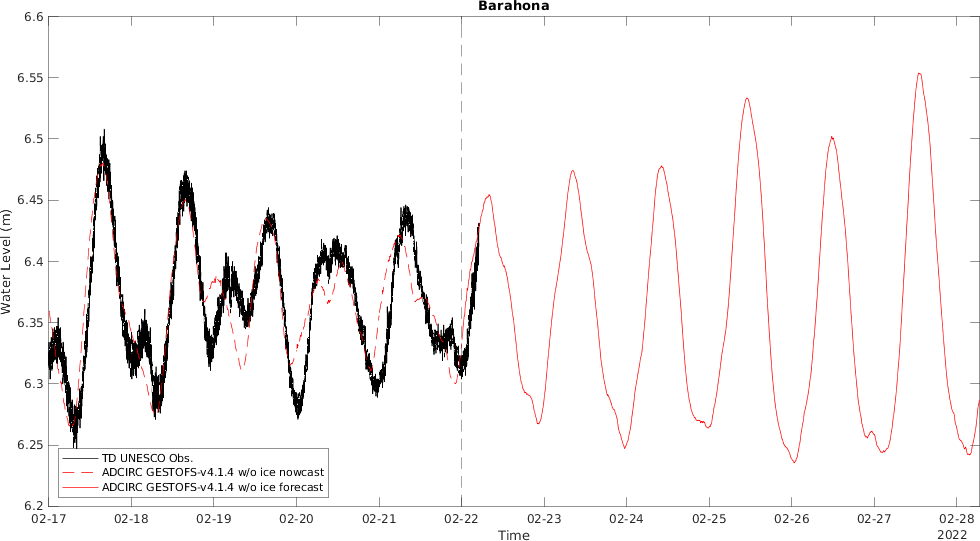 Barahona
6.6
6.55
6.5
6.45
6.4
6.35
6.3
6.25
6.2
Water Level (m)
TD UNESCO Obs.
ADCIRC GESTOFS-v4.1.4 w/o ice nowcast
ADCIRC GESTOFS-v4.1.4 w/o ice forecast
02-17 02-18 02-19 02-20 02-21 02-22 02-23 02-24 02-25 02-26 02-27 02-28
Time
2022